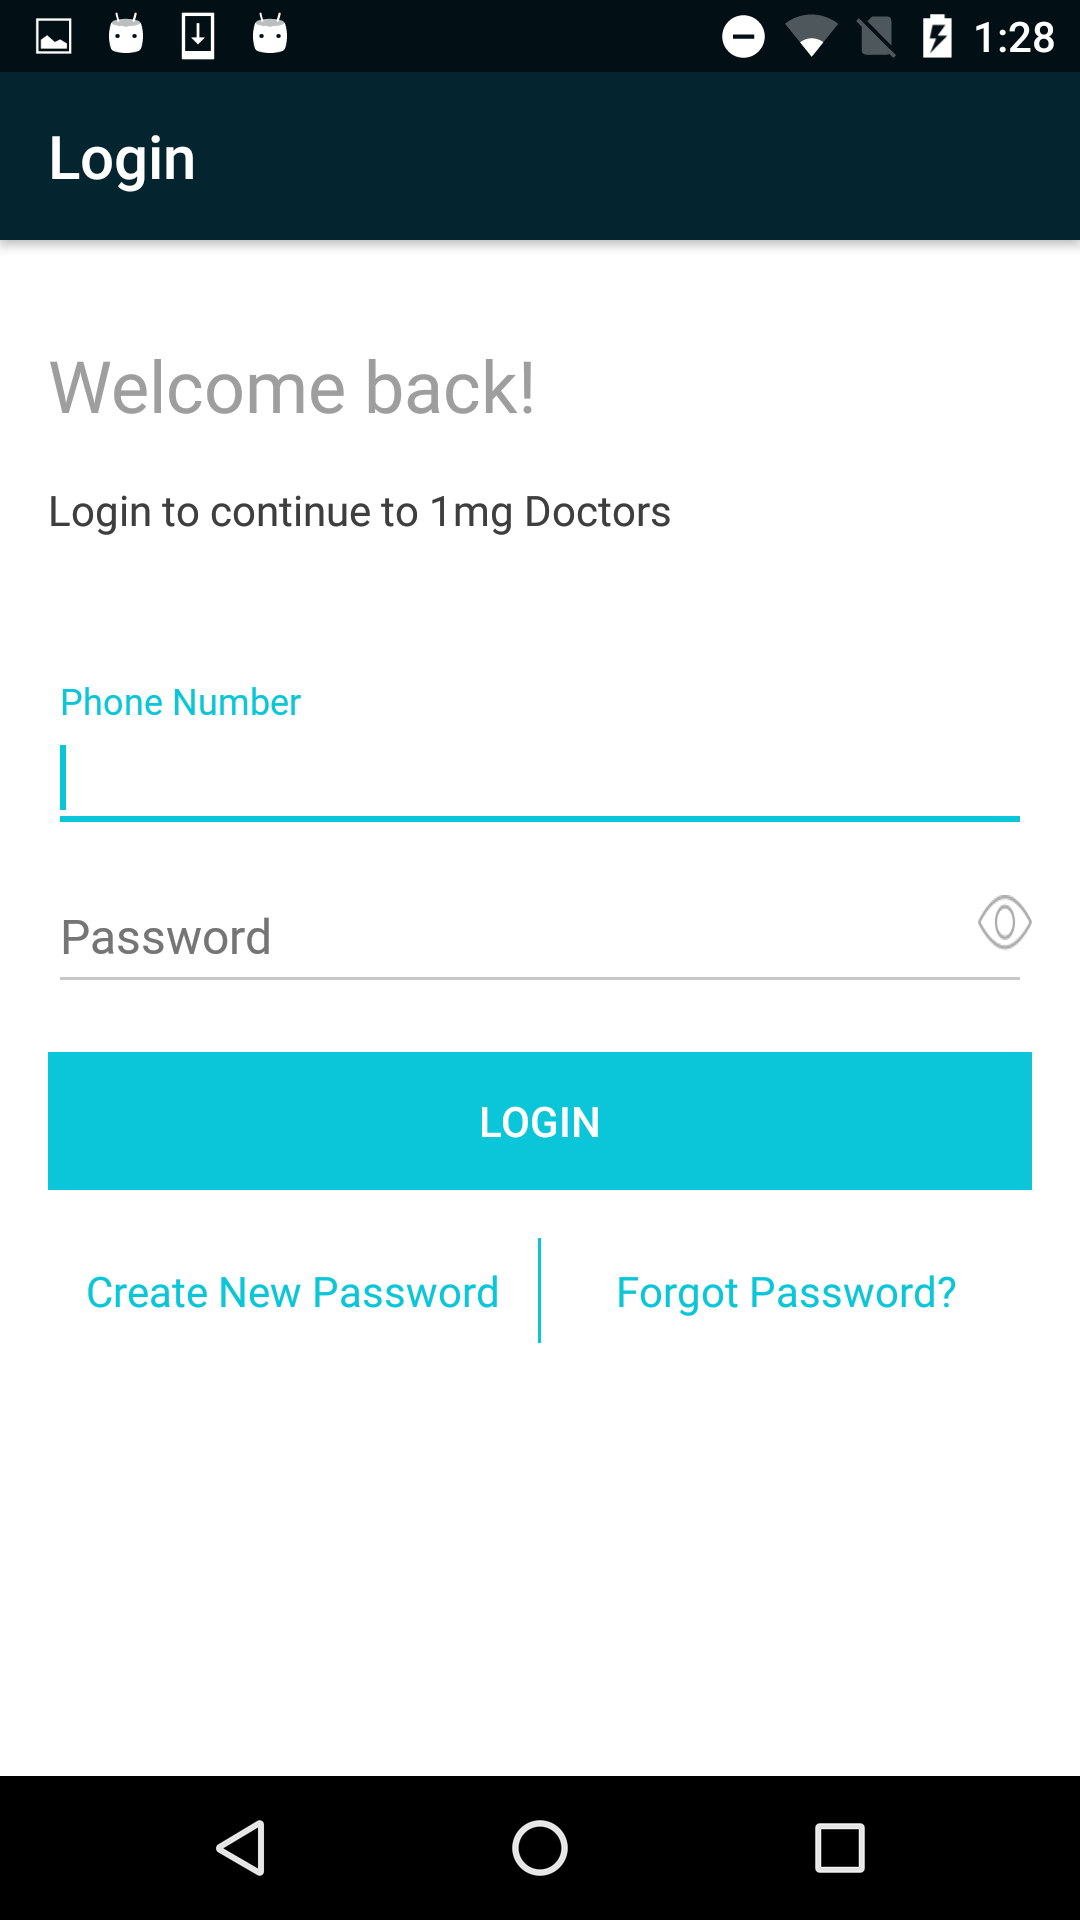 1:28
Login
Welcome back!
Login to continue to 1mg Doctors
Phone Number
Password
LOGIN
Create New Password
Forgot Password?